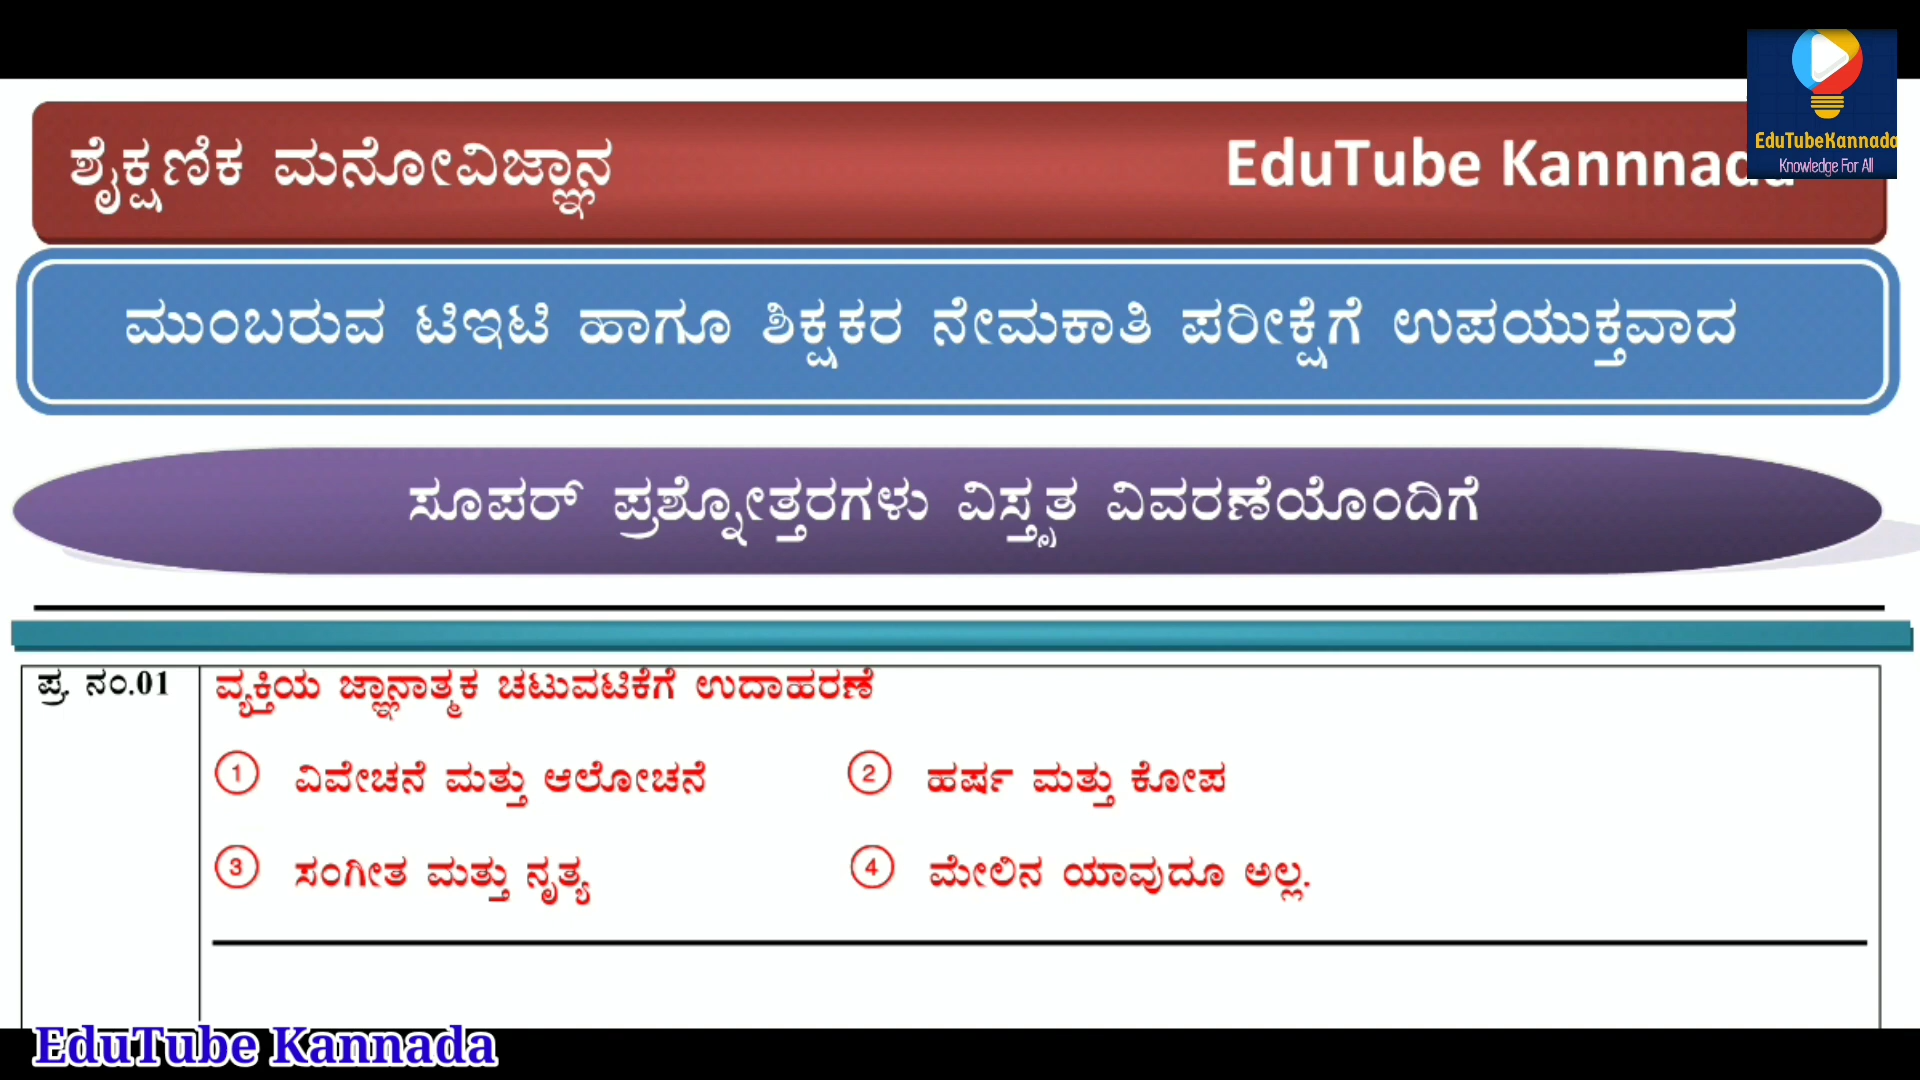 EduTubeKannada
Knowledge For All
ಶೈಕ್ಷಣಿಕ ಮನೋವಿಜ್ಞಾನ EduTube Kannnada
ಮುಂಬರುವ ಟಿಇಟಿ ಹಾಗೂ ಶಿಕ್ಷಕರ ನೇಮಕಾತಿ ಪರೀಕ್ಷೆಗೆ ಉಪಯುಕ್ತವಾದ
ಸೂಪರ್ ಪ್ರಶ್ನೋತ್ತರಗಳು ವಿಸ್ತೃತ ವಿವರಣೆಯೊಂದಿಗೆ
ಪ್ರ. ನಂ.01 ವ್ಯಕ್ತಿಯ ಜ್ಞಾನಾತ್ಮಕ ಚಟುವಟಿಕೆಗೆ ಉದಾಹರಣೆ
① ವಿವೇಚನೆ ಮತ್ತು ಆಲೋಚನೆ ② ಹರ್ಷ ಮತ್ತು ಕೋಪ
③ ಸಂಗೀತ ಮತ್ತು ನೃತ್ಯ ④ ಮೇಲಿನ ಯಾವುದೂ ಅಲ್ಲ.
EduTube Kannada